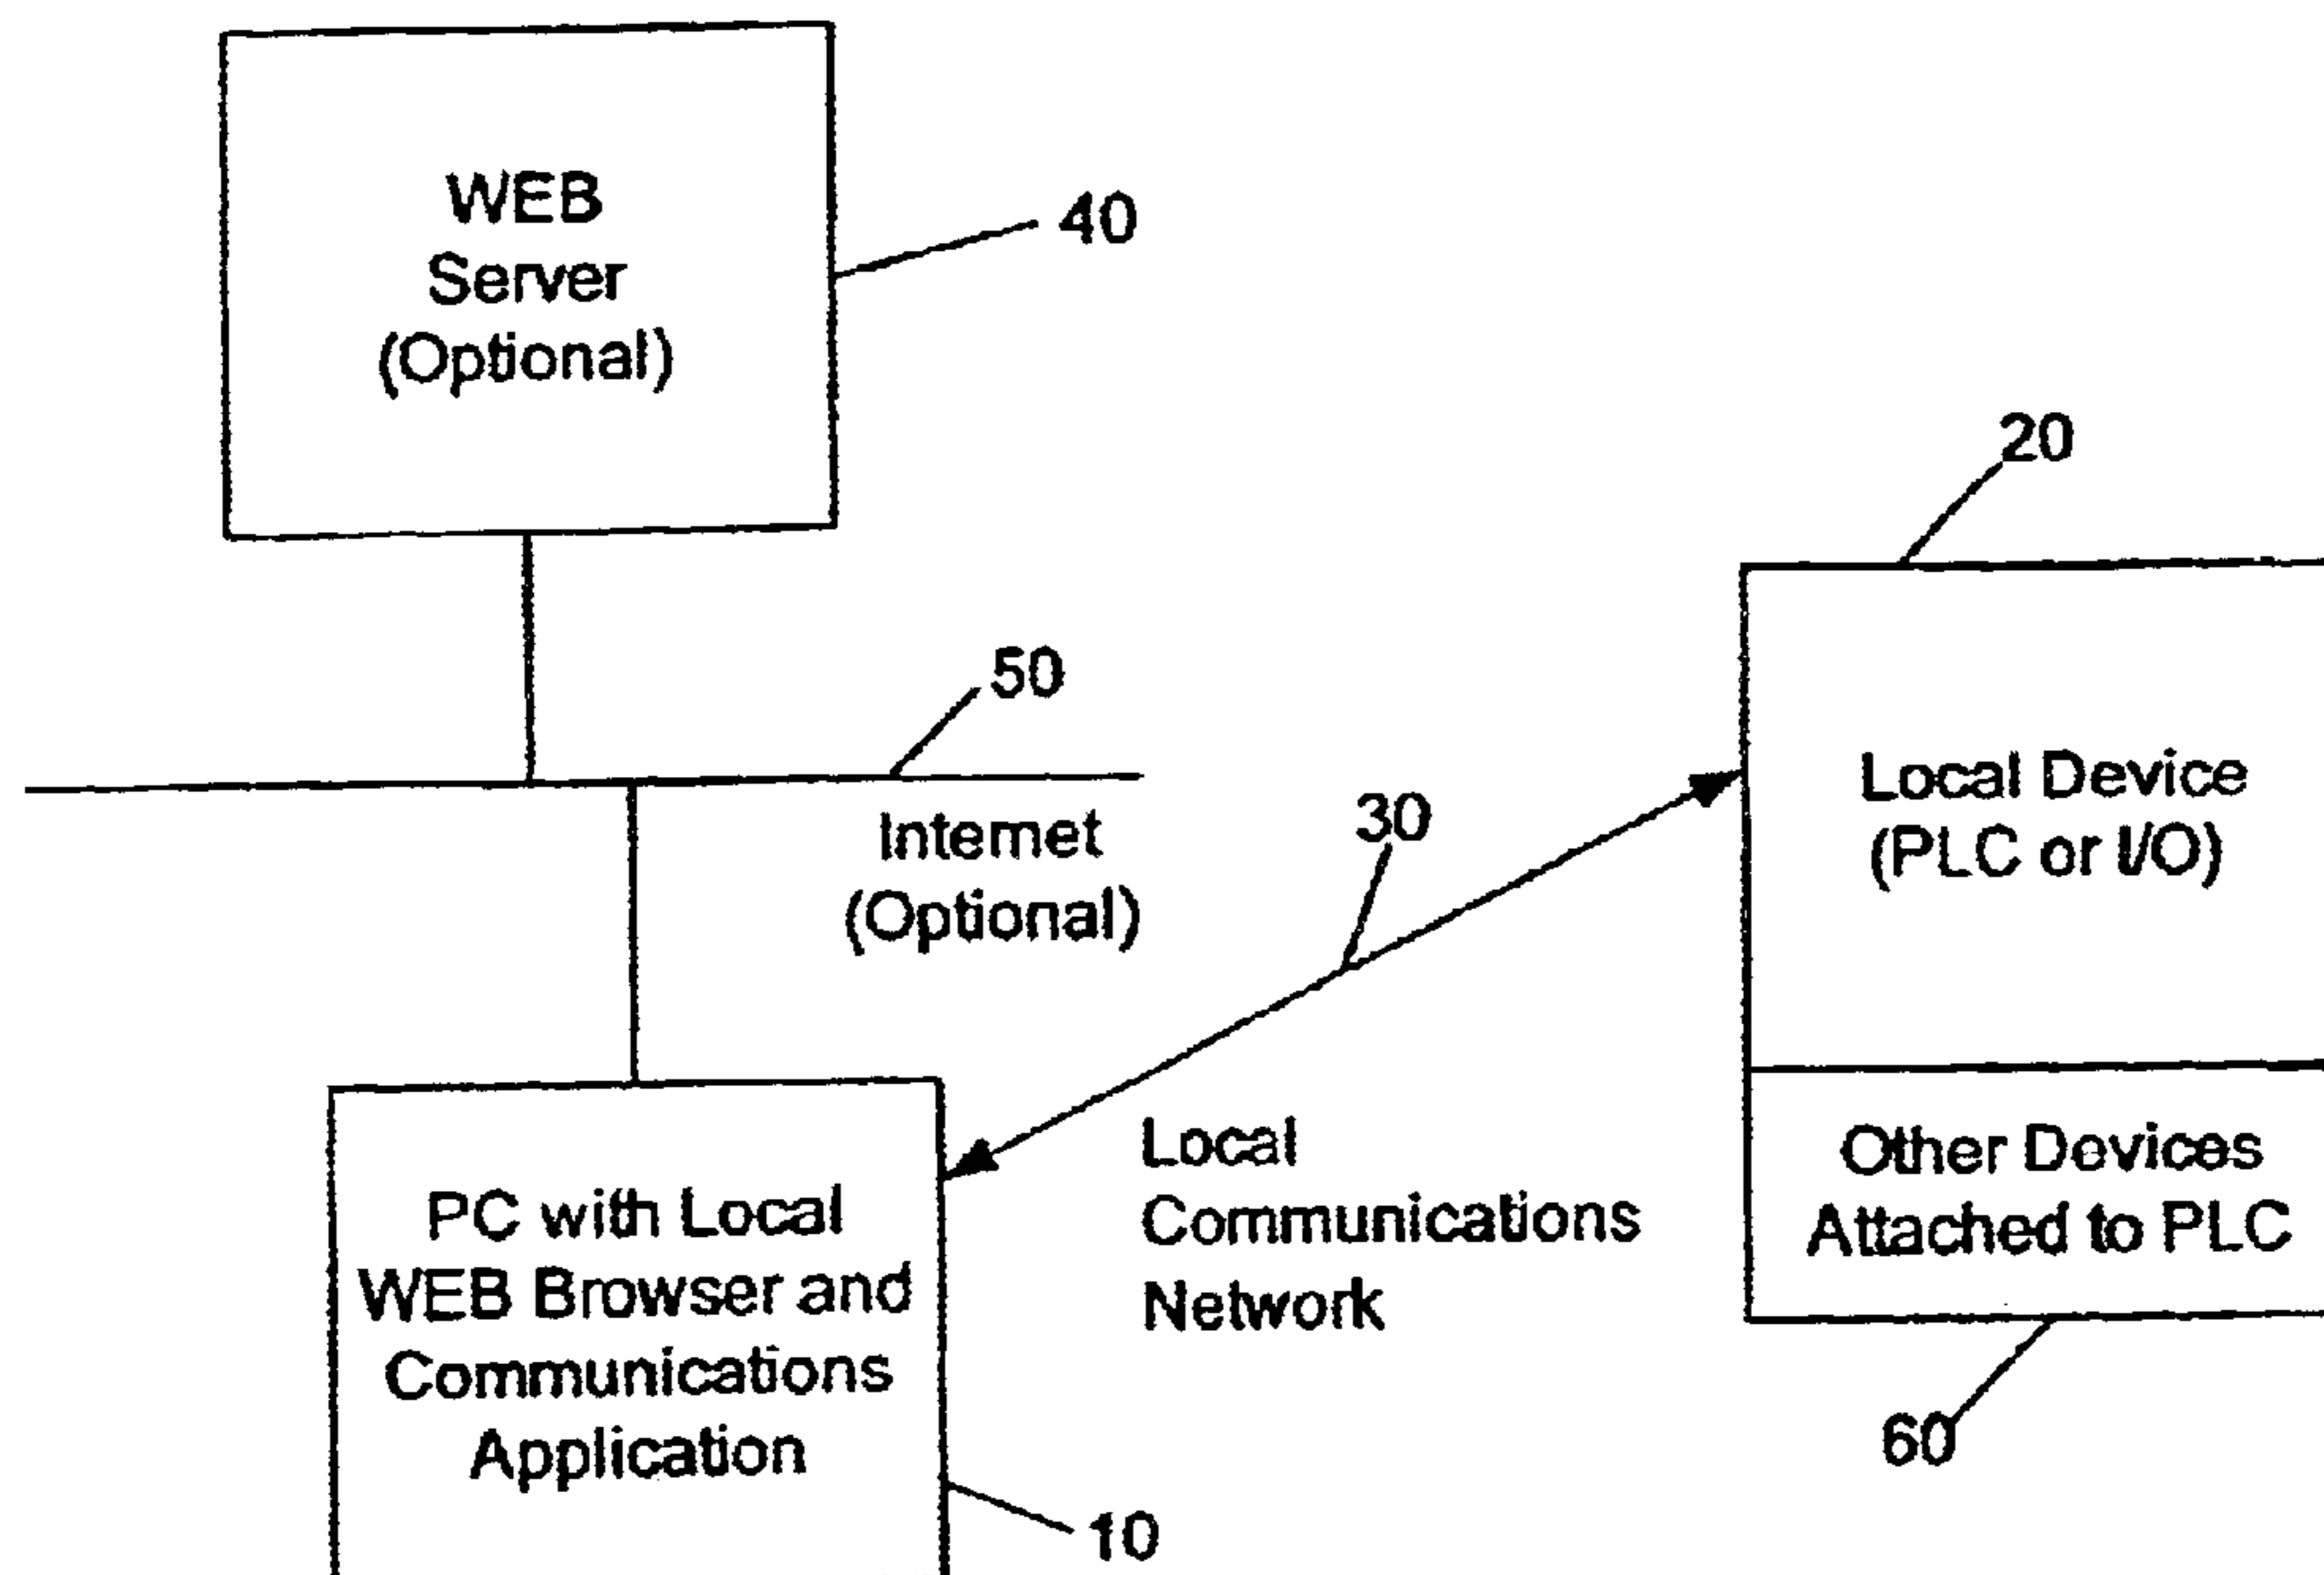 WEB
Server
(Optional)
40
20
50
Internet
(Optional)
30
Local Device
(PLC or I/O)
Other Devices
Attached to PLC
60
Local
Communications
Network
PC with Local
WEB Browser and
Communications
Application
10